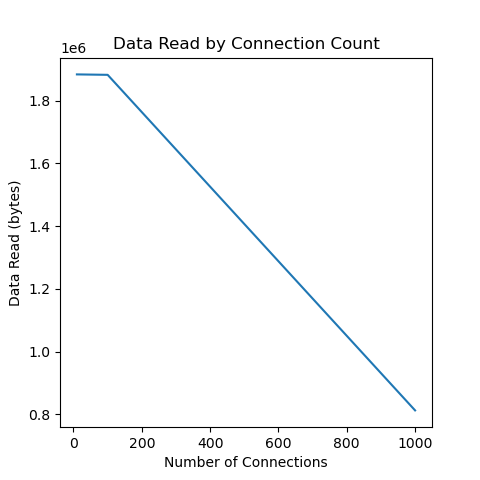 Data Read by Connection Count
1e6
1.8
1.6
1.4
1.2
1.0
0.8
Data Read (bytes)
0 200 400 600 800 1000
Number of Connections